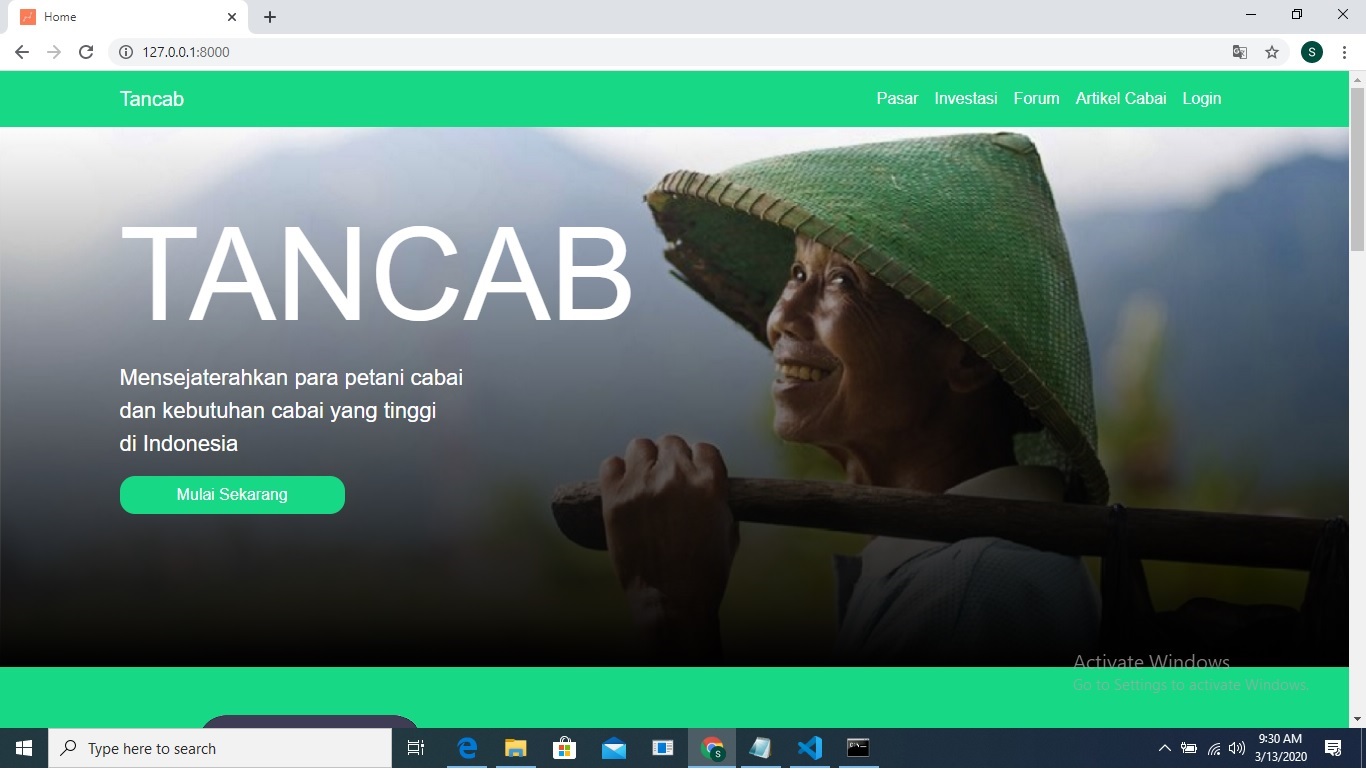 Home
127.0.0.1:8000
S
Tancab
Pasar Investasi Forum Artikel Cabai Login
TANCAB
Mensejaterahkan para petani cabai
dan kebutuhan cabai yang tinggi
di Indonesia
Mulai Sekarang
Activate Windows
Go to Settings to activate Windows.
Type here to search
S
9:30 AM
3/13/2020